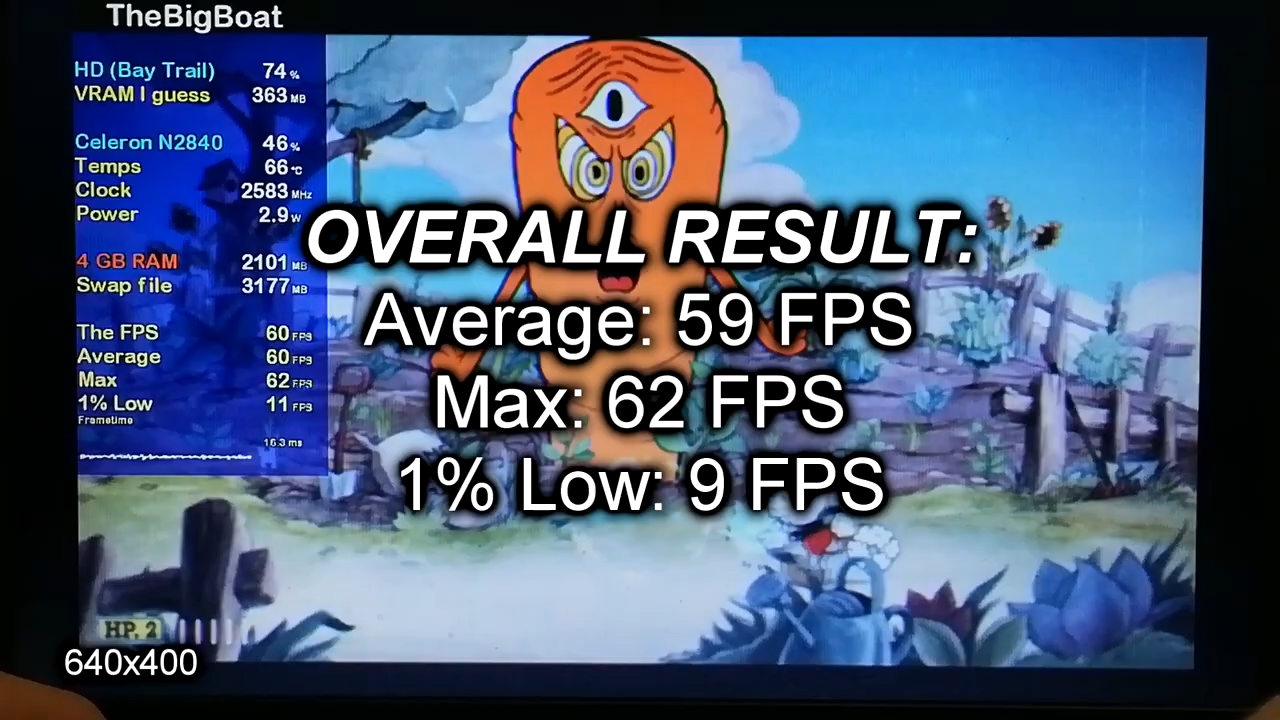 TheBigBoat
HD (Bay Trail) 74 %
VRAM I guess 363 MB
Celeron N2840 46 %
Temps 66 °C
Clock 2583 MHz
Power 2.9 W
4 GB RAM 2101 MB
Swap file 3177 MB
The FPS 60 FPS
Average 60 FPS
Max 62 FPS
1% Low 11 FPS
Frametime
16.3 ms
OVERALL RESULT:
Average: 59 FPS
Max: 62 FPS
1% Low: 9 FPS
HP. 2
640x400